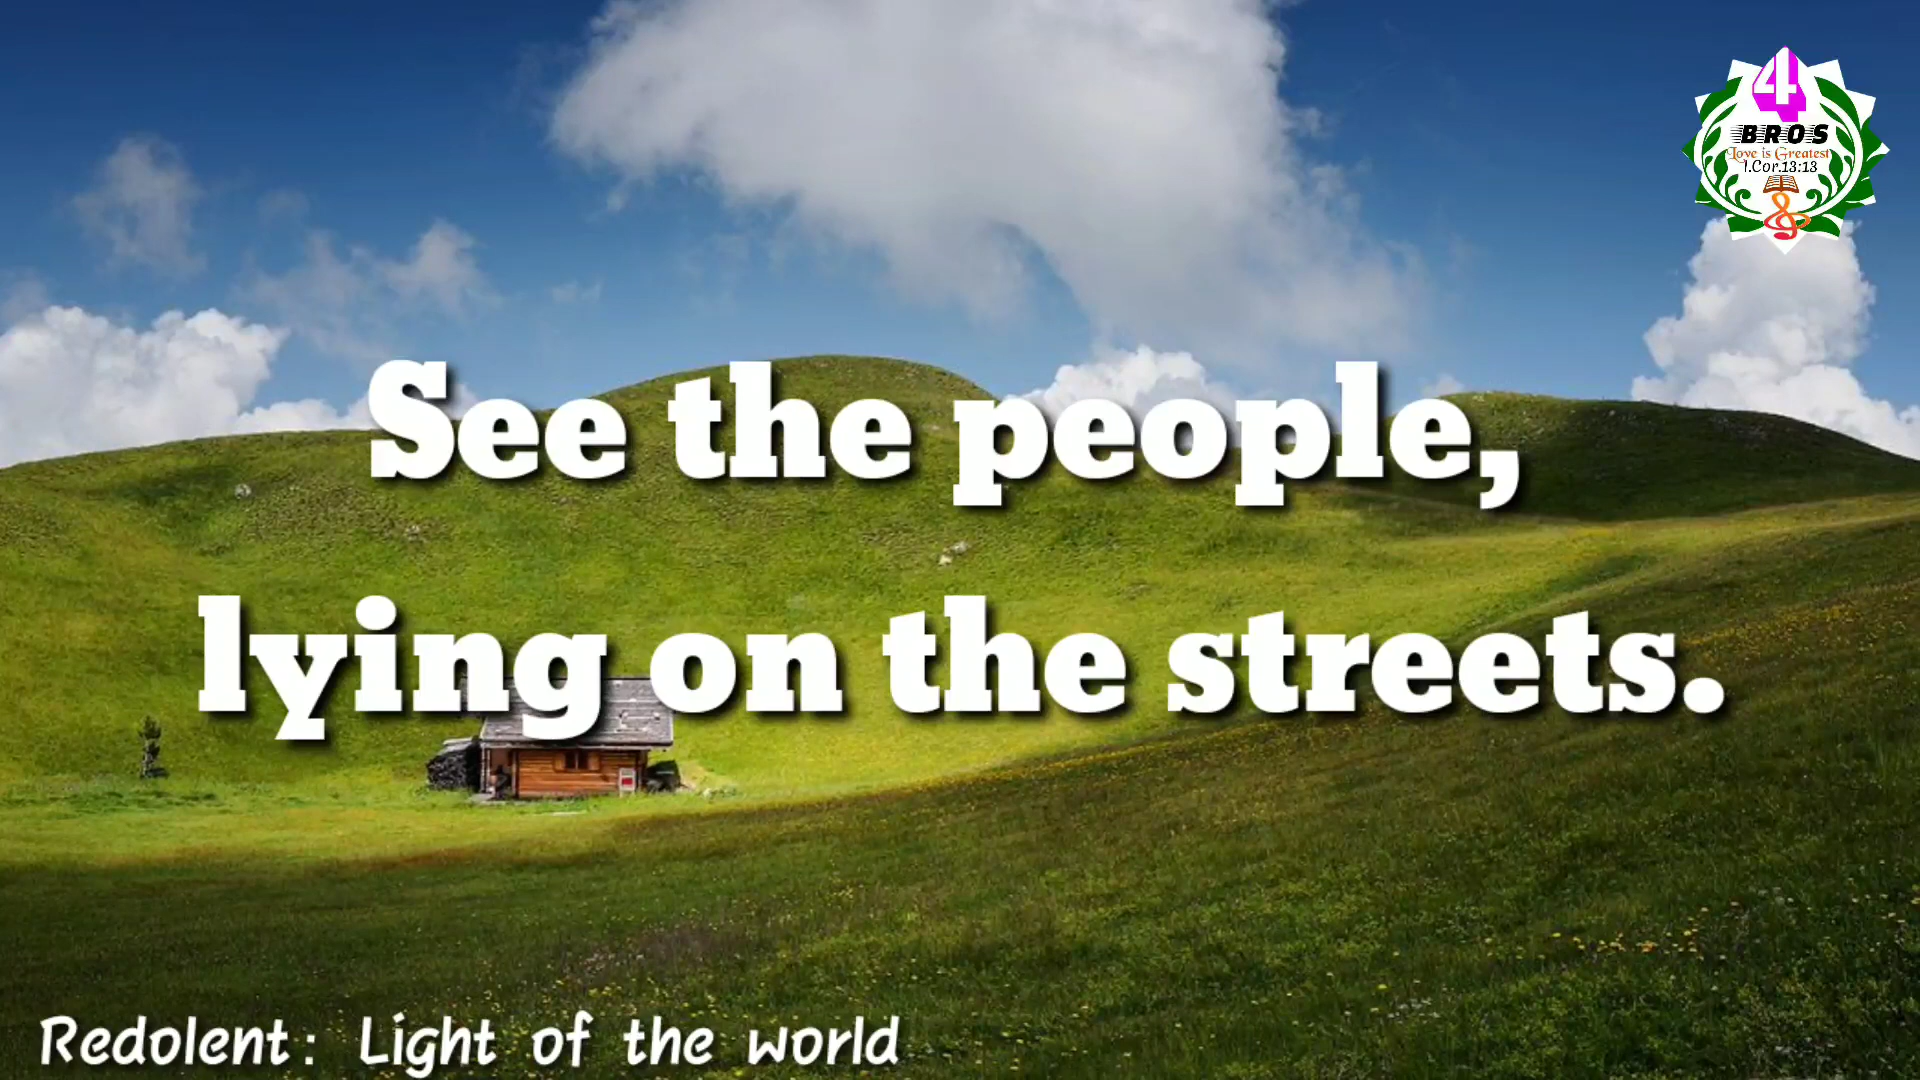 4
BROS
Love is Greatest
1.Cor.13:13
See the people,
lying on the streets.
Redolent: Light of the world